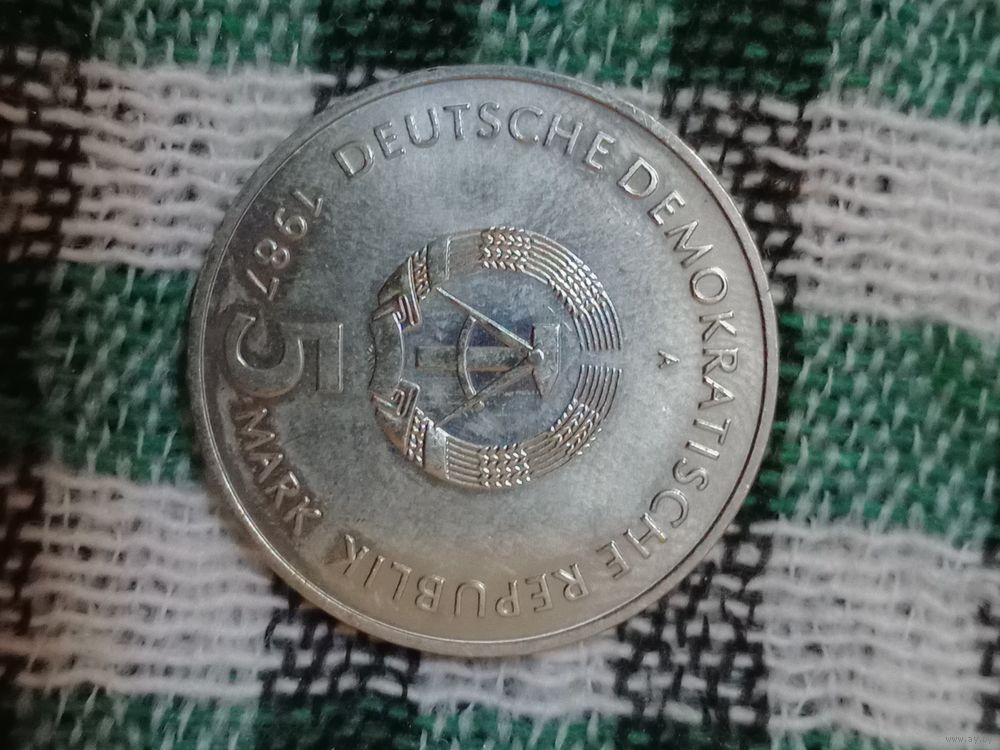 DEUTSCHE DEMOKRATISCHE REPUBLIK
A
1987
5
MARK